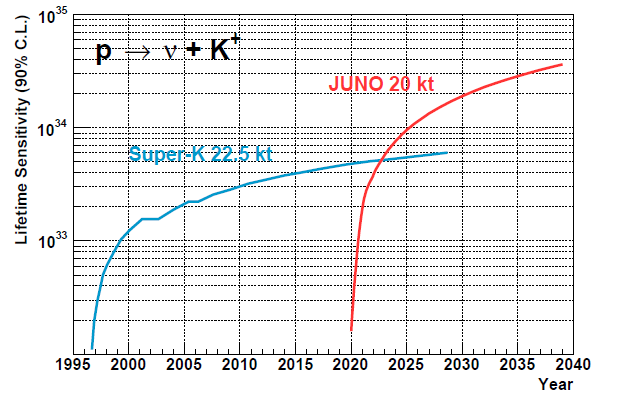 10^35
p → ν + K^+
JUNO 20 kt
10^34
Super-K 22.5 kt
10^33
Lifetime Sensitivity (90% C.L.)
1995 2000 2005 2010 2015 2020 2025 2030 2035 2040
Year